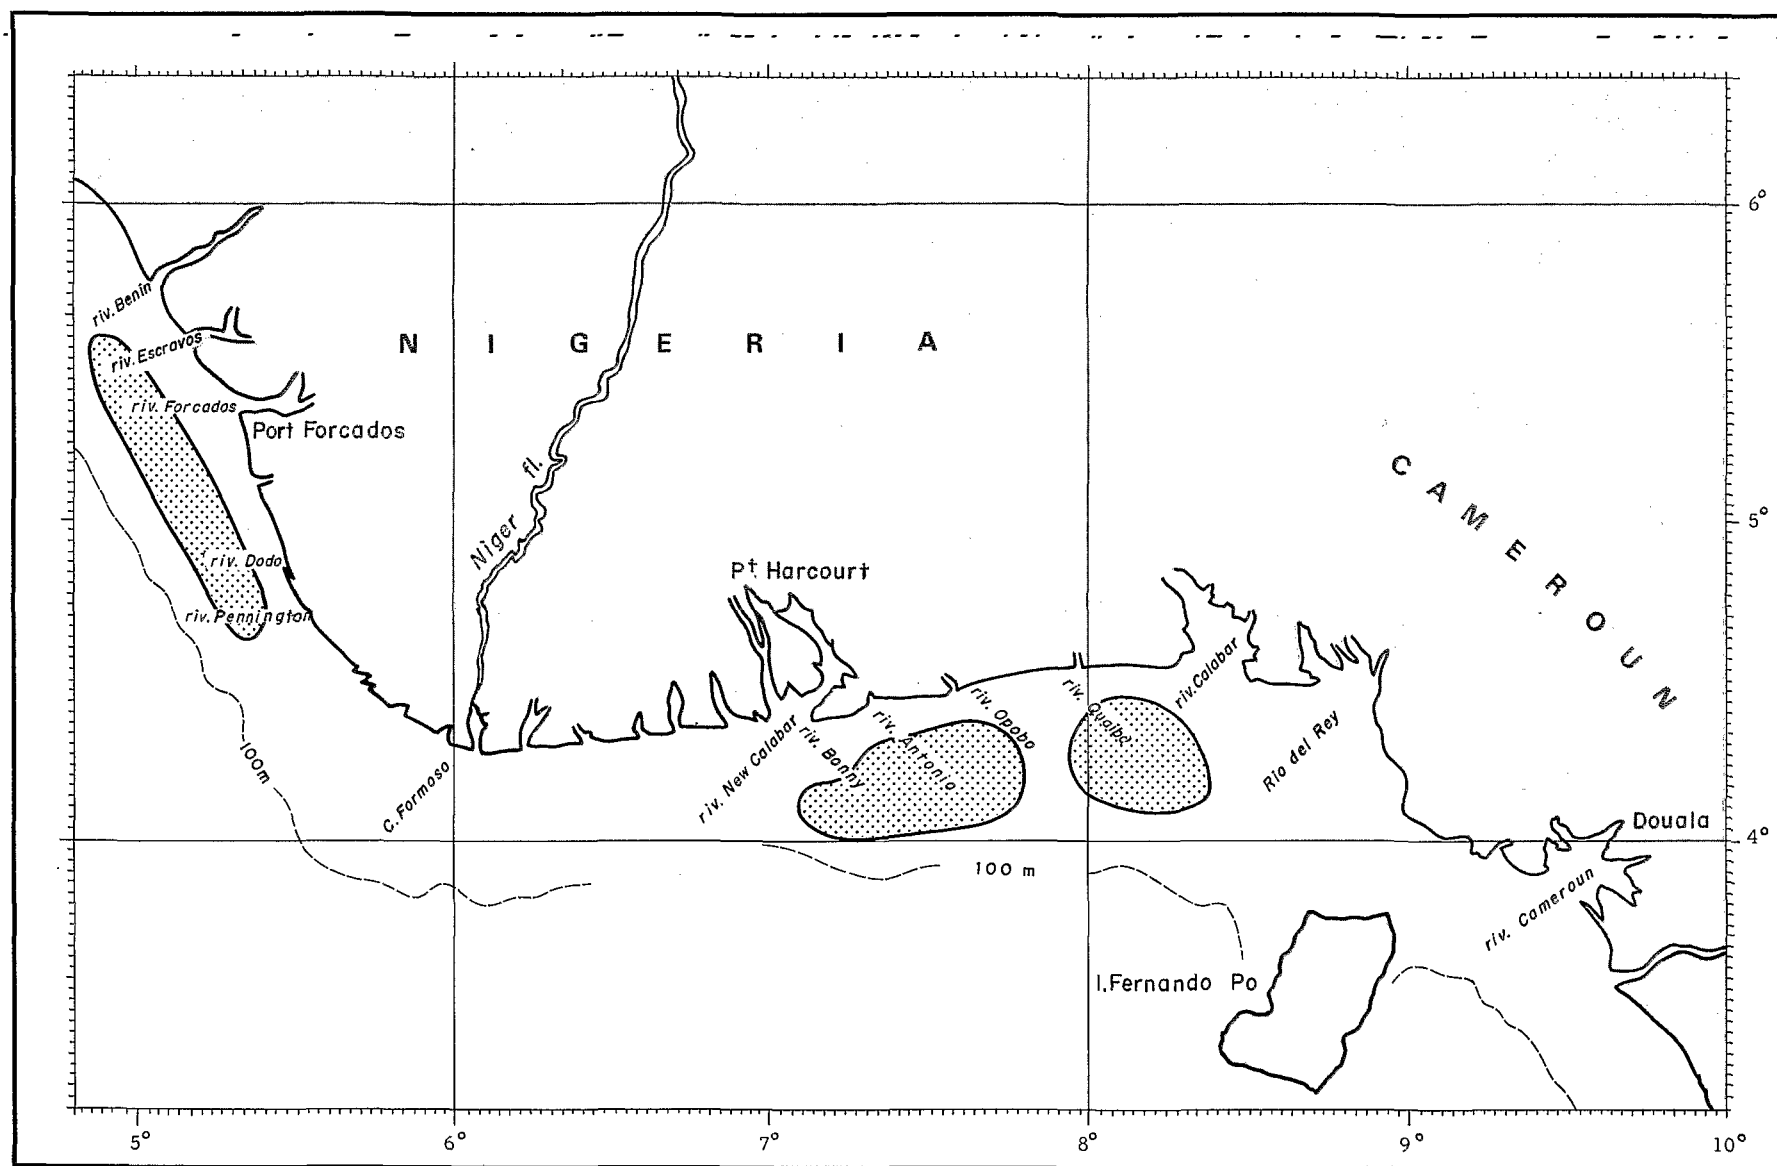 6°
riv. Benin
N I G E R I A
riv. Escravos
riv. Forcados
Port Forcados
C A M E R O U N
Niger fl.
5°
riv. Dodo
Pt Harcourt
riv. Pennington
riv. Calabar
riv. Quaibo
riv. Opobo
riv. Antonio
riv. Bonny
riv. New Calabar
Rio del Rey
100m
C. Formoso
Douala
4°
100 m
riv. Cameroun
I. Fernando Po
5° 6° 7° 8° 9° 10°